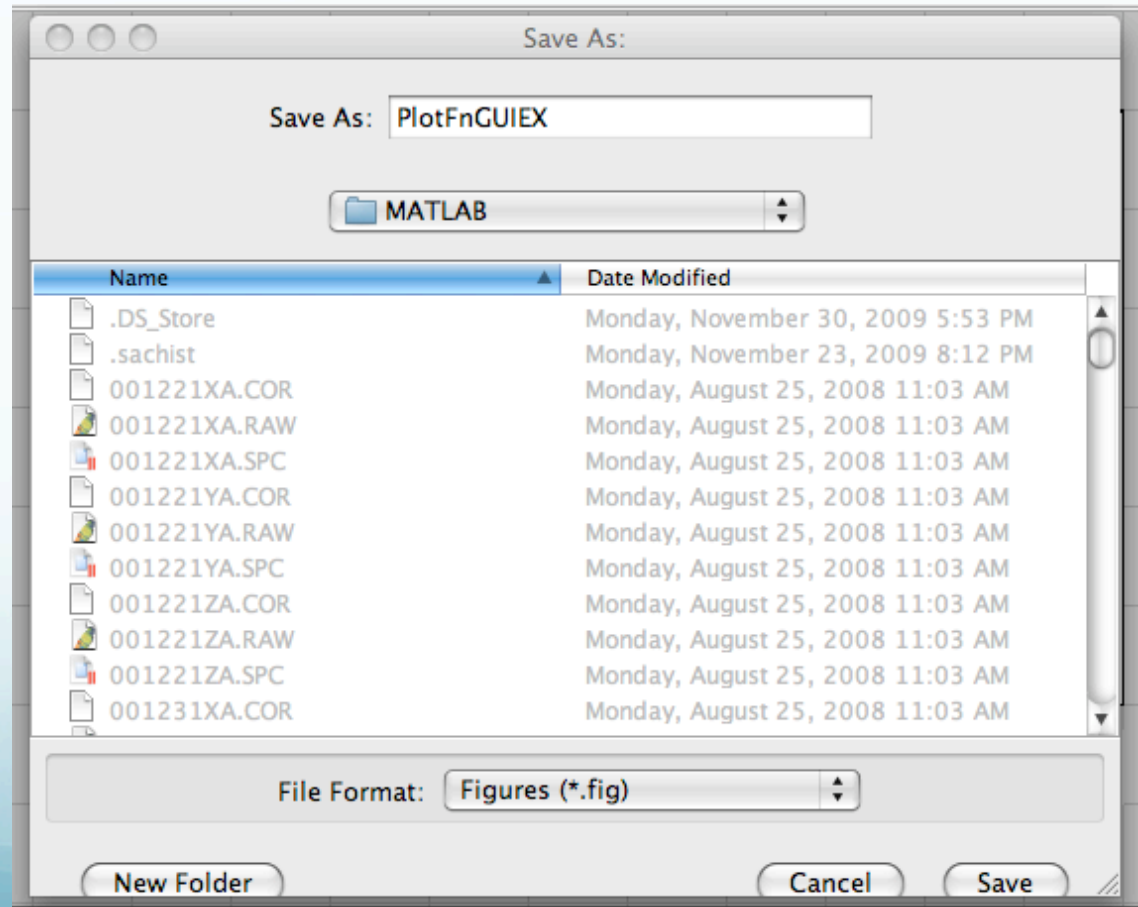 Save As:
Save As: PlotFnGUIEX
MATLAB
Name Date Modified
.DS_Store Monday, November 30, 2009 5:53 PM
.sachist Monday, November 23, 2009 8:12 PM
001221XA.COR Monday, August 25, 2008 11:03 AM
001221XA.RAW Monday, August 25, 2008 11:03 AM
001221XA.SPC Monday, August 25, 2008 11:03 AM
001221YA.COR Monday, August 25, 2008 11:03 AM
001221YA.RAW Monday, August 25, 2008 11:03 AM
001221YA.SPC Monday, August 25, 2008 11:03 AM
001221ZA.COR Monday, August 25, 2008 11:03 AM
001221ZA.RAW Monday, August 25, 2008 11:03 AM
001221ZA.SPC Monday, August 25, 2008 11:03 AM
001231XA.COR Monday, August 25, 2008 11:03 AM
File Format: Figures (*.fig)
New Folder Cancel Save